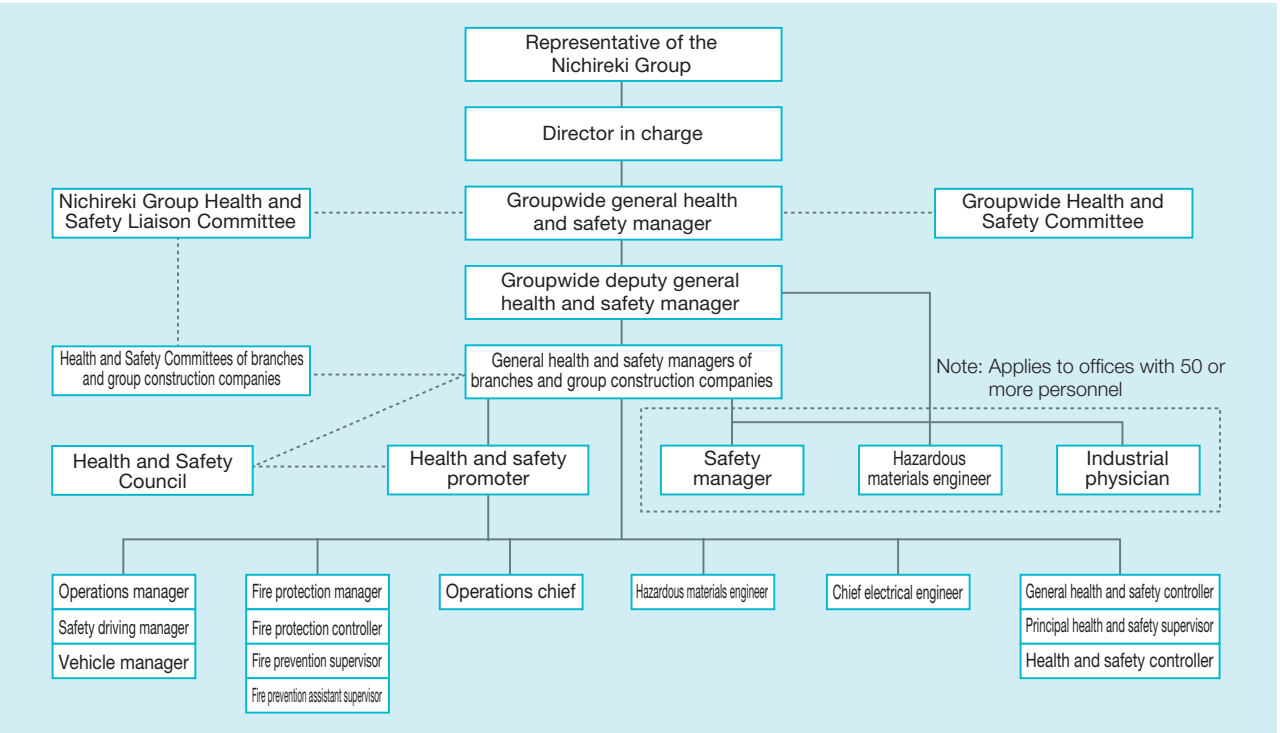 Representative of the
Nichireki Group
Director in charge
Nichireki Group Health and
Safety Liaison Committee
Groupwide general health
and safety manager
Groupwide Health and
Safety Committee
Groupwide deputy general
health and safety manager
Health and Safety Committees of branches
and group construction companies
General health and safety managers of
branches and group construction companies
Note: Applies to offices with 50 or
more personnel
Health and Safety
Council
Health and safety
promoter
Safety
manager
Hazardous
materials engineer
Industrial
physician
Operations manager
Safety driving manager
Vehicle manager
Fire protection manager
Fire protection controller
Fire prevention supervisor
Fire prevention assistant supervisor
Operations chief
Hazardous materials engineer
Chief electrical engineer
General health and safety controller
Principal health and safety supervisor
Health and safety controller